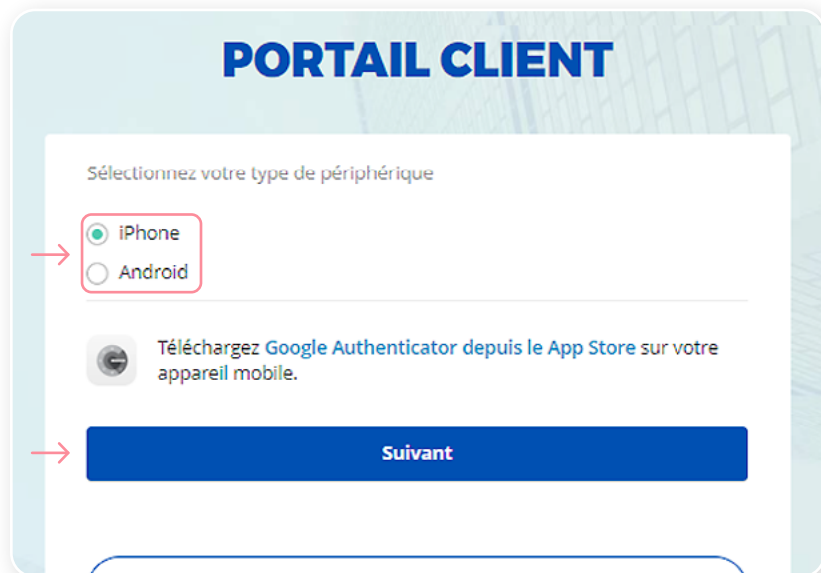 PORTAIL CLIENT
Sélectionnez votre type de périphérique
iPhone
Android
Téléchargez Google Authenticator depuis le App Store sur votre
appareil mobile.
Suivant